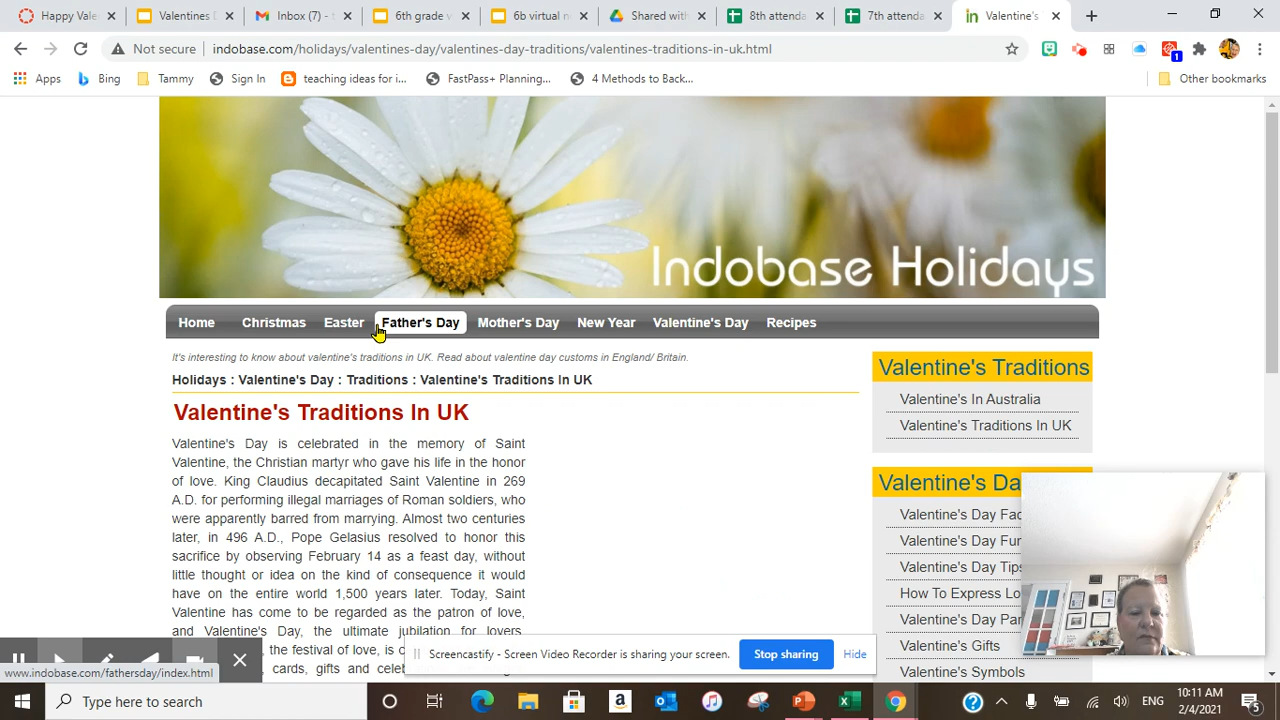 Happy Vale
Valentines D
Inbox (7) - t
6th grade v
6b virtual n
Shared wit
8th attenda
7th attenda
Valentine's
Not secure
indobase.com/holidays/valentines-day/valentines-day-traditions/valentines-traditions-in-uk.html
1
Apps
Bing
Tammy
Sign In
teaching ideas for i...
FastPass+ Planning...
4 Methods to Back...
Other bookmarks
Indobase Holidays
Home Christmas Easter Father's Day Mother's Day New Year Valentine's Day Recipes
It's interesting to know about valentine's traditions in UK. Read about valentine day customs in England/ Britain.
Holidays : Valentine's Day : Traditions : Valentine's Traditions In UK
Valentine's Traditions In UK
Valentine's Day is celebrated in the memory of Saint
Valentine, the Christian martyr who gave his life in the honor
of love. King Claudius decapitated Saint Valentine in 269
A.D. for performing illegal marriages of Roman soldiers, who
were apparently barred from marrying. Almost two centuries
later, in 496 A.D., Pope Gelasius resolved to honor this
sacrifice by observing February 14 as a feast day, without
little thought or idea on the kind of consequence it would
have on the entire world 1,500 years later. Today, Saint
Valentine has come to be regarded as the patron of love,
and Valentine's Day, the ultimate jubilation for lovers
, the festival of love, is c
cards, gifts and celeb
Valentine's Traditions
Valentine's In Australia
Valentine's Traditions In UK
Valentine's Da
Valentine's Day Fac
Valentine's Day Fun
Valentine's Day Tips
How To Express Lo
Valentine's Day Par
Valentine's Gifts
Valentine's Symbols
Screencastify - Screen Video Recorder is sharing your screen.
Stop sharing
Hide
www.indobase.com/fathersday/index.html
Type here to search
ENG
10:11 AM
2/4/2021
5